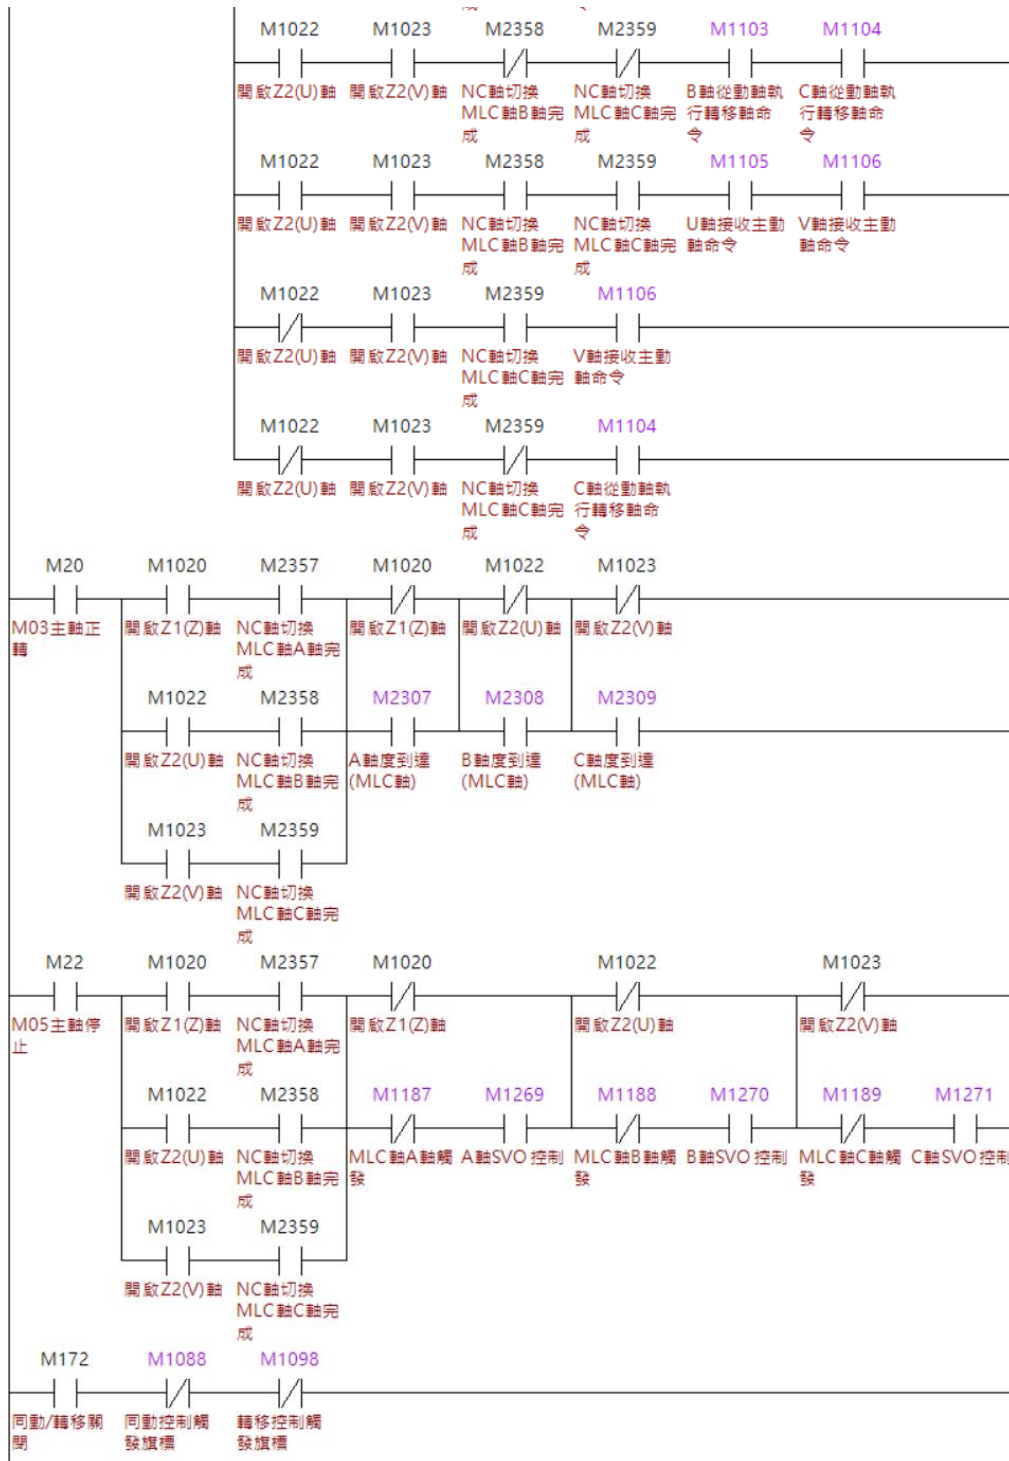 M1022 M1023 M2358 M2359 M1103 M1104
開啟Z2(U)軸 開啟Z2(V)軸 NC軸切換 NC軸切換 B軸從動軸執 C軸從動軸執
MLC軸B軸完 MLC軸C軸完 行轉移軸命 行轉移軸命
成 成 令 令
M1022 M1023 M2358 M2359 M1105 M1106
開啟Z2(U)軸 開啟Z2(V)軸 NC軸切換 NC軸切換 U軸接收主動 V軸接收主動
MLC軸B軸完 MLC軸C軸完 軸命令 軸命令
成 成
M1022 M1023 M2359 M1106
開啟Z2(U)軸 開啟Z2(V)軸 NC軸切換 V軸接收主動
MLC軸C軸完 軸命令
成
M1022 M1023 M2359 M1104
開啟Z2(U)軸 開啟Z2(V)軸 NC軸切換 C軸從動軸執
MLC軸C軸完 行轉移軸命
成 令
M20 M1020 M2357 M1020 M1022 M1023
M03主軸正 開啟Z1(Z)軸 NC軸切換 開啟Z1(Z)軸 開啟Z2(U)軸 開啟Z2(V)軸
轉 MLC軸A軸完
成
M1022 M2358 M2307 M2308 M2309
開啟Z2(U)軸 NC軸切換 A軸度到達 B軸度到達 C軸度到達
MLC軸B軸完 (MLC軸) (MLC軸) (MLC軸)
成
M1023 M2359
開啟Z2(V)軸 NC軸切換
MLC軸C軸完
成
M22 M1020 M2357 M1020 M1022 M1023
M05主軸停 開啟Z1(Z)軸 NC軸切換 開啟Z1(Z)軸 開啟Z2(U)軸 開啟Z2(V)軸
止 MLC軸A軸完
成
M1022 M2358 M1187 M1269 M1188 M1270 M1189 M1271
開啟Z2(U)軸 NC軸切換 MLC軸A軸觸 A軸SVO控制 MLC軸B軸觸 B軸SVO控制 MLC軸C軸觸 C軸SVO控制
MLC軸B軸完 發 發 發
成
M1023 M2359
開啟Z2(V)軸 NC軸切換
MLC軸C軸完
成
M172 M1088 M1098
同動/轉移關 同動控制觸 轉移控制觸
閉 發旗標 發旗標